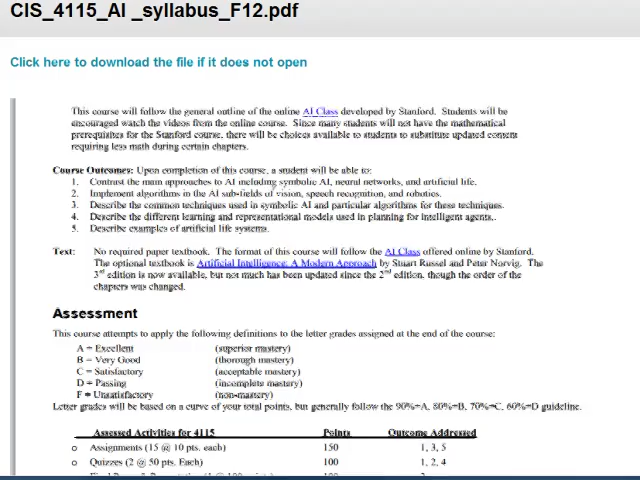 CIS_4115_AI _syllabus_F12.pdf
Click here to download the file if it does not open
This course will follow the general outline of the online AI Class developed by Stanford. Students will be
encouraged watch the videos from the online course. Since many students will not have the mathematical
prerequisites for the Stanford course, there will be choices available to students to substitute updated content
requiring less math during certain chapters.
Course Outcomes: Upon completion of this course, a student will be able to:
1. Contrast the main approaches to AI including symbolic AI, neural networks, and artificial life.
2. Implement algorithms in the AI sub-fields of vision, speech recognition, and robotics.
3. Describe the common techniques used in symbolic AI and particular algorithms for these techniques.
4. Describe the different learning and representational models used in planning for intelligent agents,.
5. Describe examples of artificial life systems.
Text: No required paper textbook. The format of this course will follow the AI Class offered online by Stanford.
The optional textbook is Artificial Intelligence: A Modern Approach by Stuart Russel and Peter Norvig. The
3rd edition is now available, but not much has been updated since the 2nd edition, though the order of the
chapters was changed.
Assessment
This course attempts to apply the following definitions to the letter grades assigned at the end of the course:
A = Excellent (superior mastery)
B = Very Good (thorough mastery)
C = Satisfactory (acceptable mastery)
D = Passing (incomplete mastery)
F = Unsatisfactory (non-mastery)
Letter grades will be based on a curve of your total points, but generally follow the 90%=A, 80%=B, 70%=C, 60%=D guideline.
Assessed Activities for 4115 Points Outcome Addressed
o Assignments (15 @ 10 pts. each) 150 1, 3, 5
o Quizzes (2 @ 50 pts. Each) 100 1, 2, 4